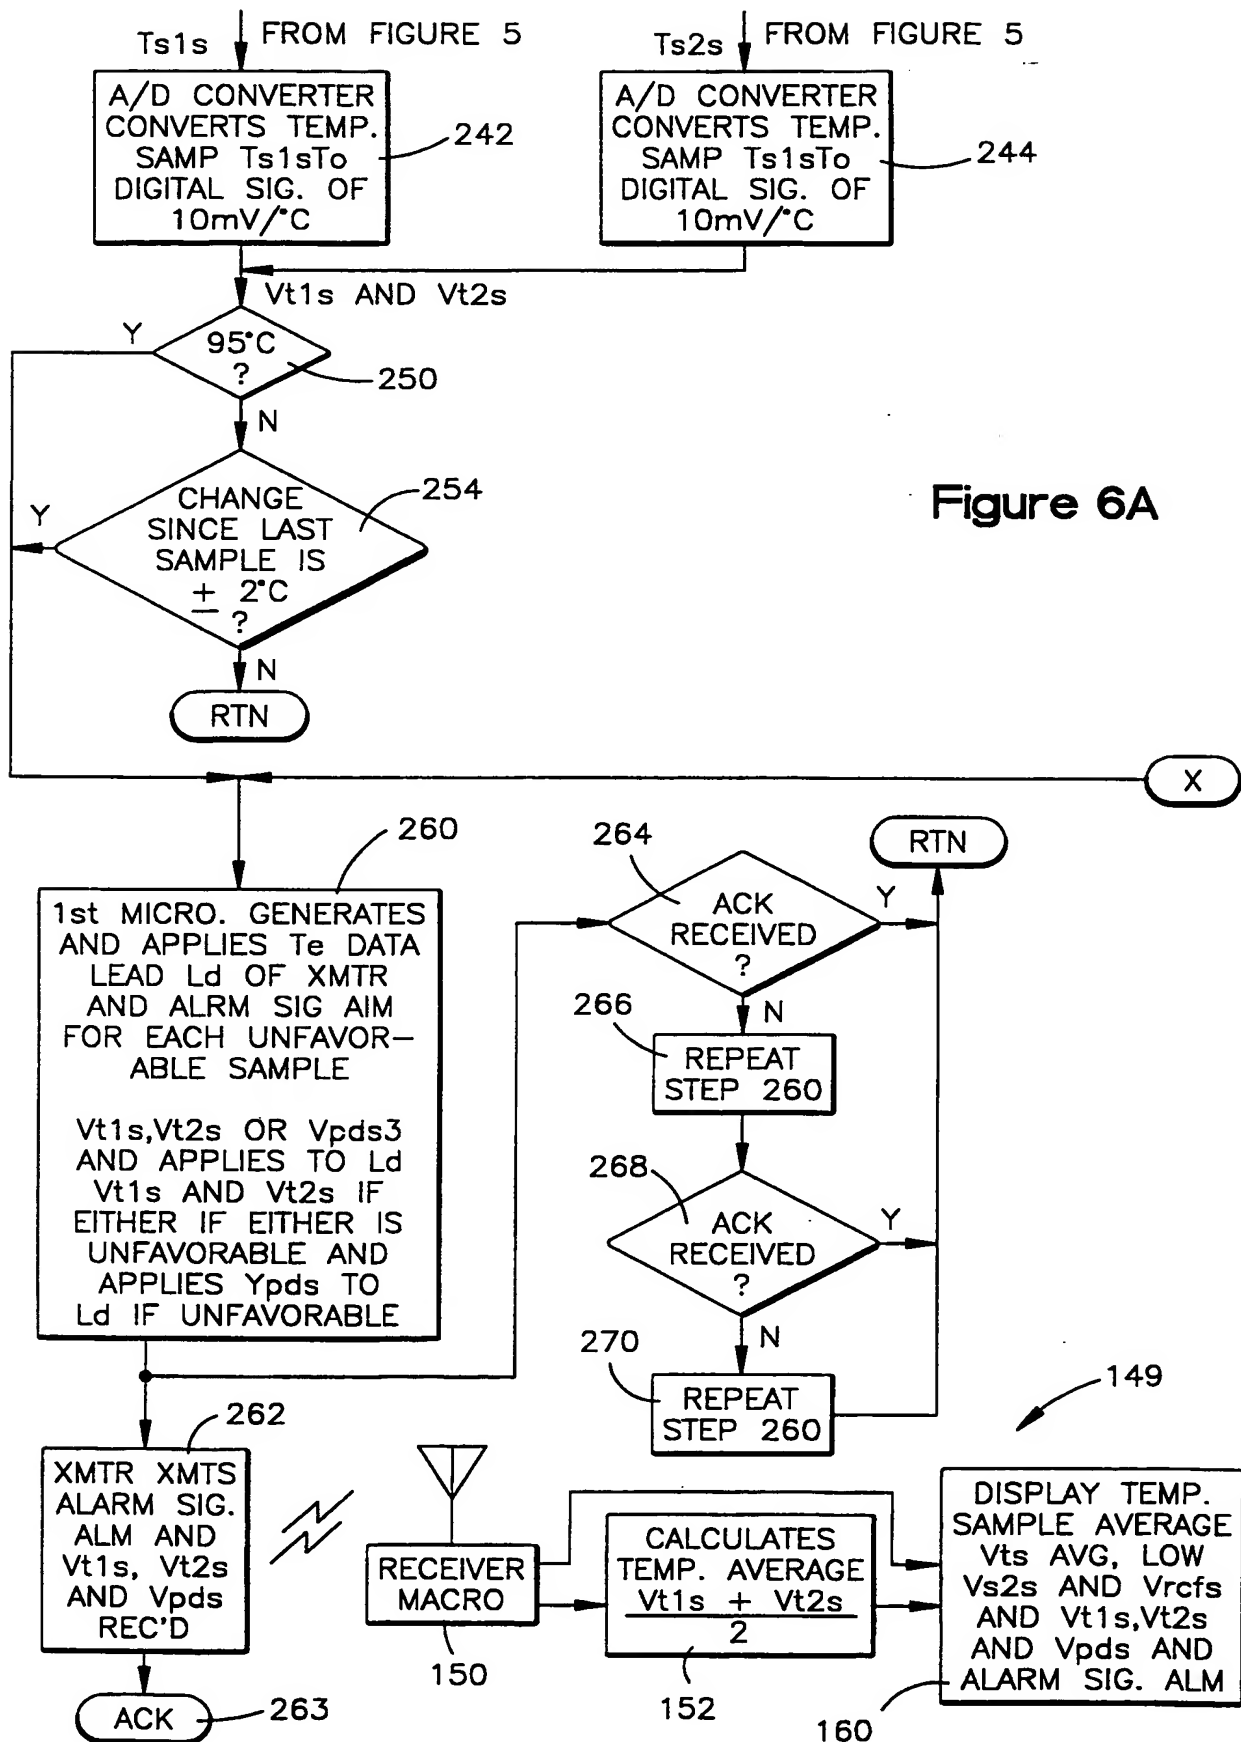 Ts1s
FROM FIGURE 5
Ts2s
FROM FIGURE 5
A/D CONVERTER
CONVERTS TEMP.
SAMP Ts1sTo
DIGITAL SIG. OF
10mV/°C
242
A/D CONVERTER
CONVERTS TEMP.
SAMP Ts1sTo
DIGITAL SIG. OF
10mV/°C
244
Vt1s AND Vt2s
Y
95°C
?
250
N
Y
CHANGE
SINCE LAST
SAMPLE IS
± 2°C
?
254
Figure 6A
N
RTN
X
260
1st MICRO. GENERATES
AND APPLIES Te DATA
LEAD Ld OF XMTR
AND ALRM SIG AIM
FOR EACH UNFAVOR-
ABLE SAMPLE
Vt1s,Vt2s OR Vpds3
AND APPLIES TO Ld
Vt1s AND Vt2s IF
EITHER IF EITHER IS
UNFAVORABLE AND
APPLIES Ypds TO
Ld IF UNFAVORABLE
264
ACK
RECEIVED
?
Y
RTN
N
266
REPEAT
STEP 260
268
ACK
RECEIVED
?
Y
N
270
REPEAT
STEP 260
149
262
XMTR XMTS
ALARM SIG.
ALM AND
Vt1s, Vt2s
AND Vpds
REC'D
ACK
263
RECEIVER
MACRO
150
CALCULATES
TEMP. AVERAGE
Vt1s + Vt2s
2
152
DISPLAY TEMP.
SAMPLE AVERAGE
Vts AVG, LOW
Vs2s AND Vrcfs
AND Vt1s,Vt2s
AND Vpds AND
ALARM SIG. ALM
160